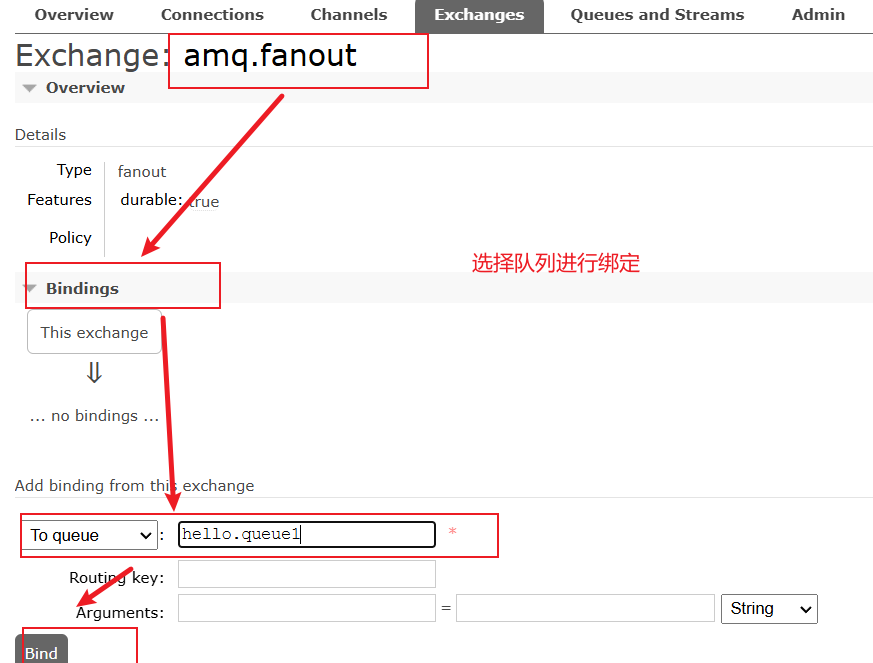 Overview Connections Channels Exchanges Queues and Streams Admin
Exchange: amq.fanout
Overview
Details
Type fanout
Features durable: true
Policy
选择队列进行绑定
Bindings
This exchange
⇓
... no bindings ...
Add binding from this exchange
To queue : hello.queue1 *
Routing key:
Arguments: = String
Bind